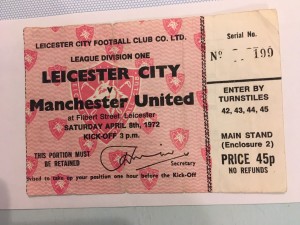 LEICESTER CITY FOOTBALL CLUB CO. LTD.
LEAGUE DIVISION ONE
LEICESTER CITY
v
Manchester United
at Filbert Street, Leicester
SATURDAY APRIL 8th, 1972
KICK-OFF 3 p.m.
THIS PORTION MUST
BE RETAINED
Secretary
vised to take up your position one hour before the Kick-Off
Serial No.
No 199
ENTER BY
TURNSTILES
42, 43, 44, 45
MAIN STAND
(Enclosure 2)
PRICE 45p
NO REFUNDS